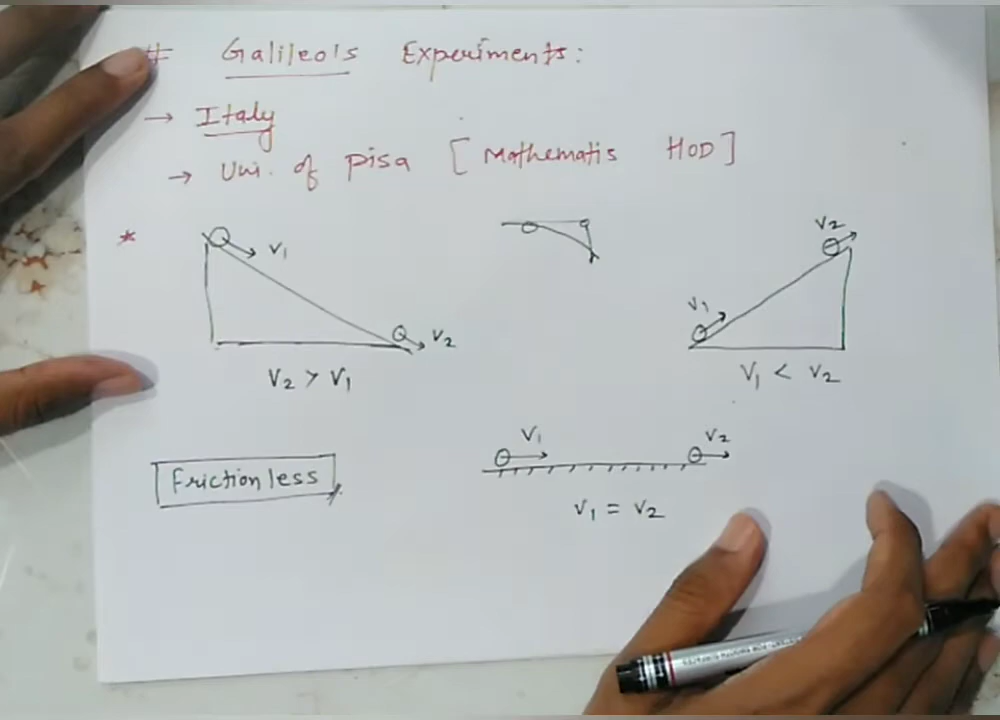 # Galileo's Experiments:
→ Italy
→ Uni. of pisa [Mathematis HOD]
*
V1
V2
V2 > V1
V2
V1
V1 < V2
Frictionless
V1
V2
V1 = V2